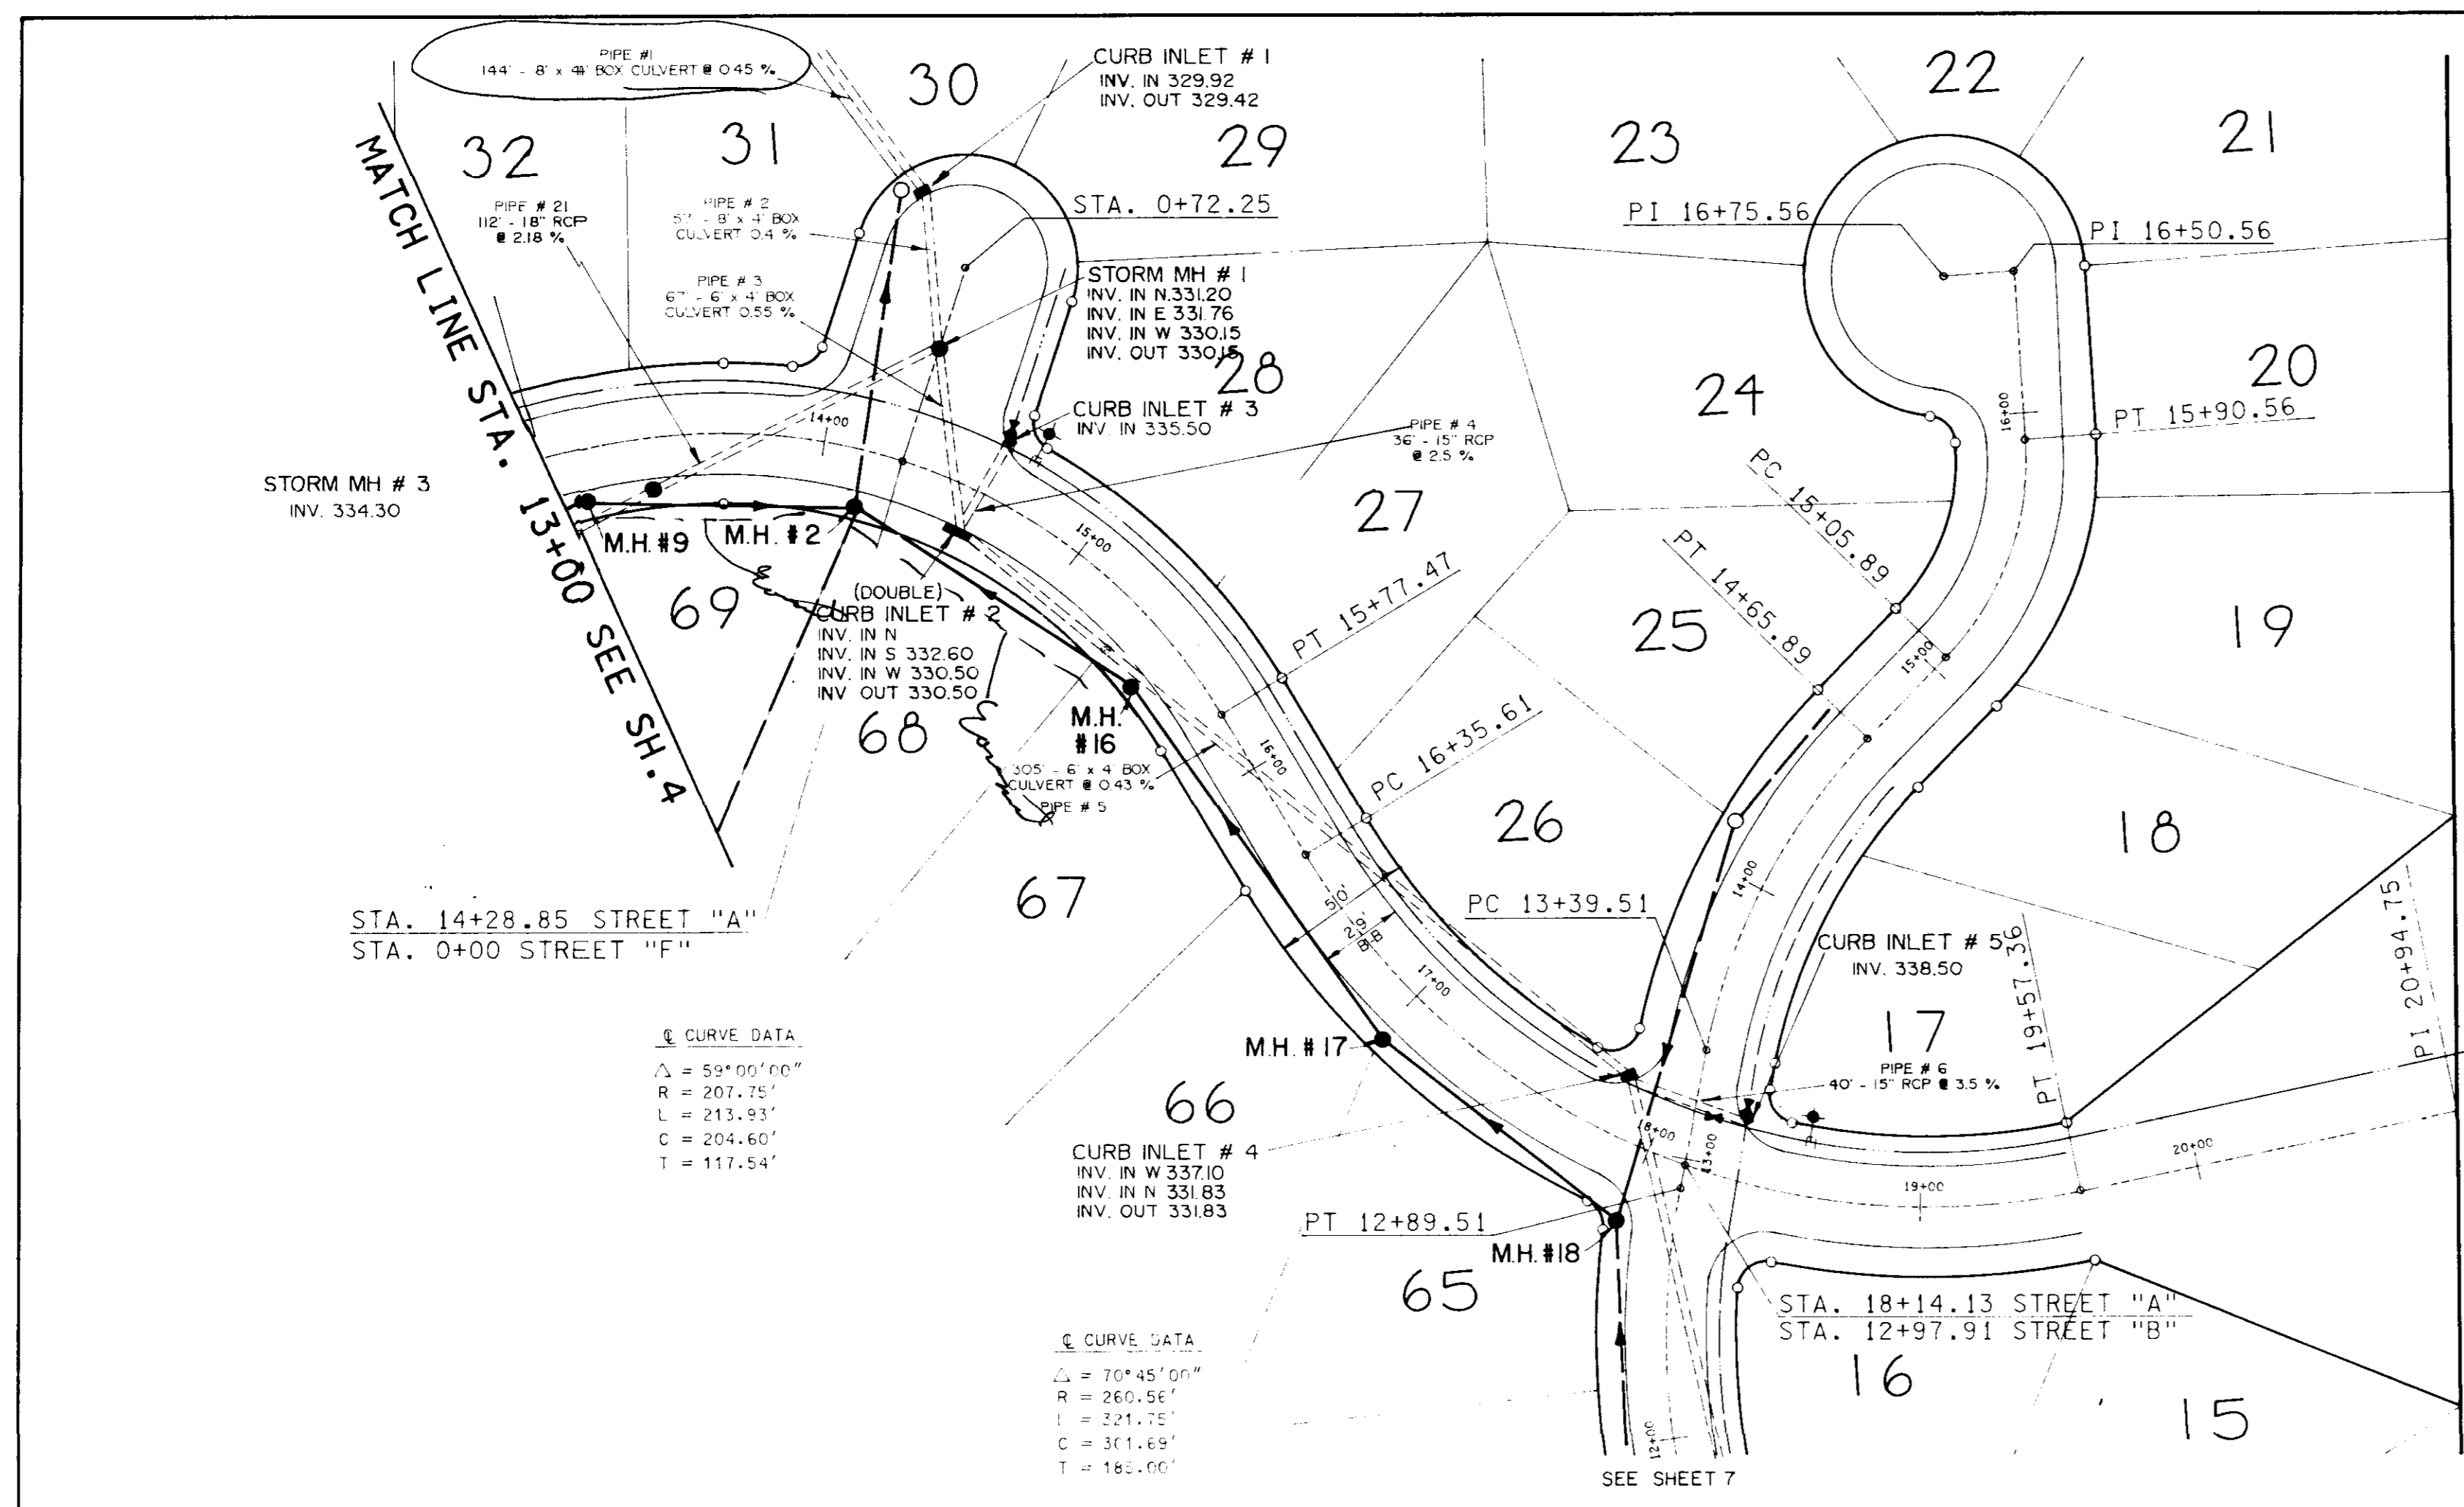 PIPE #1
144' - 8' x 4' BOX CULVERT @ 0.45 %
30
CURB INLET # 1
INV. IN 329.92
INV. OUT 329.42
22
32
31
29
23
21
MATCH LINE STA. 13+00 SEE SH.4
PIPE # 21
112' - 18" RCP
@ 2.18 %
PIPE # 2
57' - 8' x 4' BOX
CULVERT 0.4 %
STA. 0+72.25
PI 16+75.56
PI 16+50.56
PIPE # 3
67' - 6' x 4' BOX
CULVERT 0.55 %
STORM MH # 1
INV. IN N.331.20
INV. IN E 331.76
INV. IN W 330.15
INV. OUT 330.15
28
24
20
CURB INLET # 3
INV. IN 335.50
PIPE # 4
36' - 15" RCP
@ 2.5 %
14+00
16+00
PT 15+90.56
STORM MH # 3
INV. 334.30
27
PC 15+05.89
PT 14+65.89
M.H. #9
M.H. #2
15+00
69
(DOUBLE)
CURB INLET # 2
INV. IN N
INV. IN S 332.60
INV. IN W 330.50
INV OUT 330.50
PT 15+77.47
25
19
15+00
68
M.H.
#16
PC 16+35.61
16+00
305' - 6' x 4' BOX
CULVERT @ 0.43 %
PIPE # 5
26
18
67
STA. 14+28.85 STREET "A"
STA. 0+00 STREET "F"
50'
29'
B-B
PC 13+39.51
14+00
CURB INLET # 5
INV. 338.50
PT 19+57.36
PI 20+94.75
17+00
17
℄ CURVE DATA
△ = 59°00'00"
R = 207.75'
L = 213.93'
C = 204.60'
T = 117.54'
M.H. #17
PIPE # 6
40' - 15" RCP @ 3.5 %
66
CURB INLET # 4
INV. IN W 337.10
INV. IN N 331.83
INV. OUT 331.83
18+00
13+00
19+00
20+00
PT 12+89.51
M.H. #18
65
STA. 18+14.13 STREET "A"
STA. 12+97.91 STREET "B"
℄ CURVE DATA
△ = 70°45'00"
R = 260.56'
L = 321.75'
C = 301.69'
T = 185.00'
16
15
12+00
SEE SHEET 7